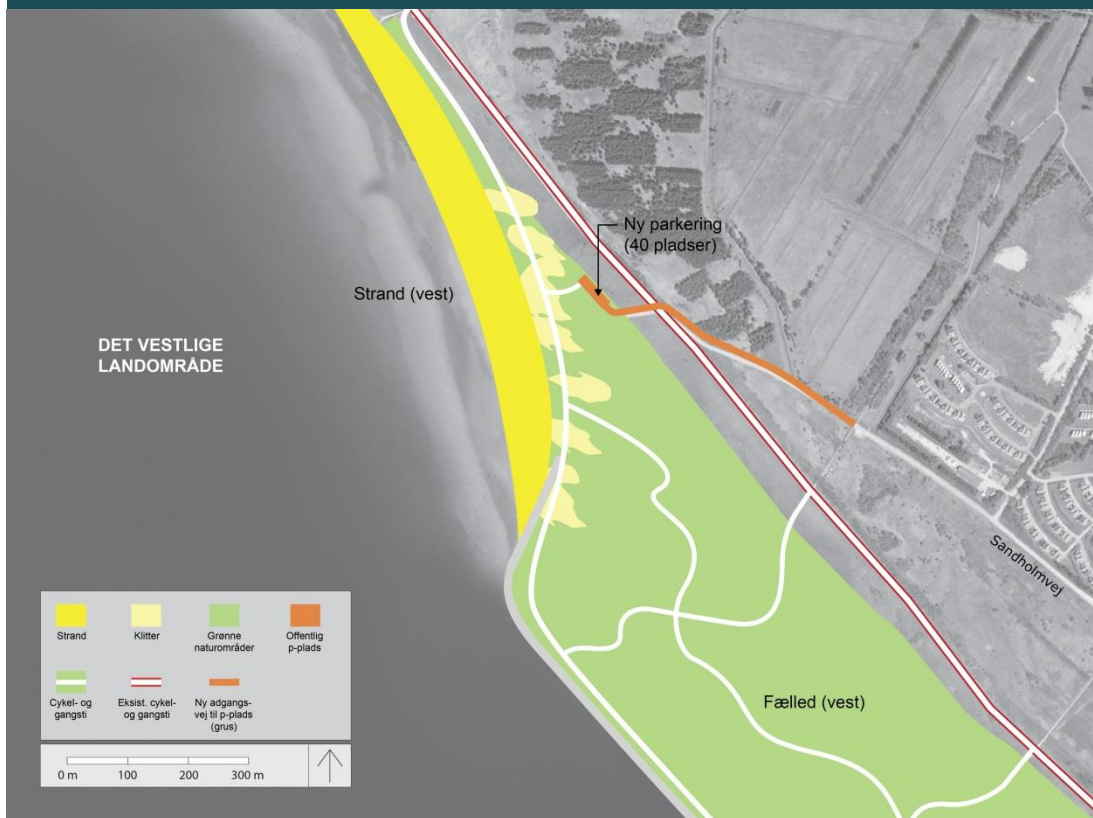 Ny parkering
(40 pladser)
Strand (vest)
DET VESTLIGE
LANDOMRÅDE
Sandholmvej
Fælled (vest)
Strand
Klitter
Grønne
naturområder
Offentlig
p-plads
Cykel- og
gangsti
Eksist. cykel-
og gangsti
Ny adgangs-
vej til p-plads
(grus)
0 m 100 200 300 m